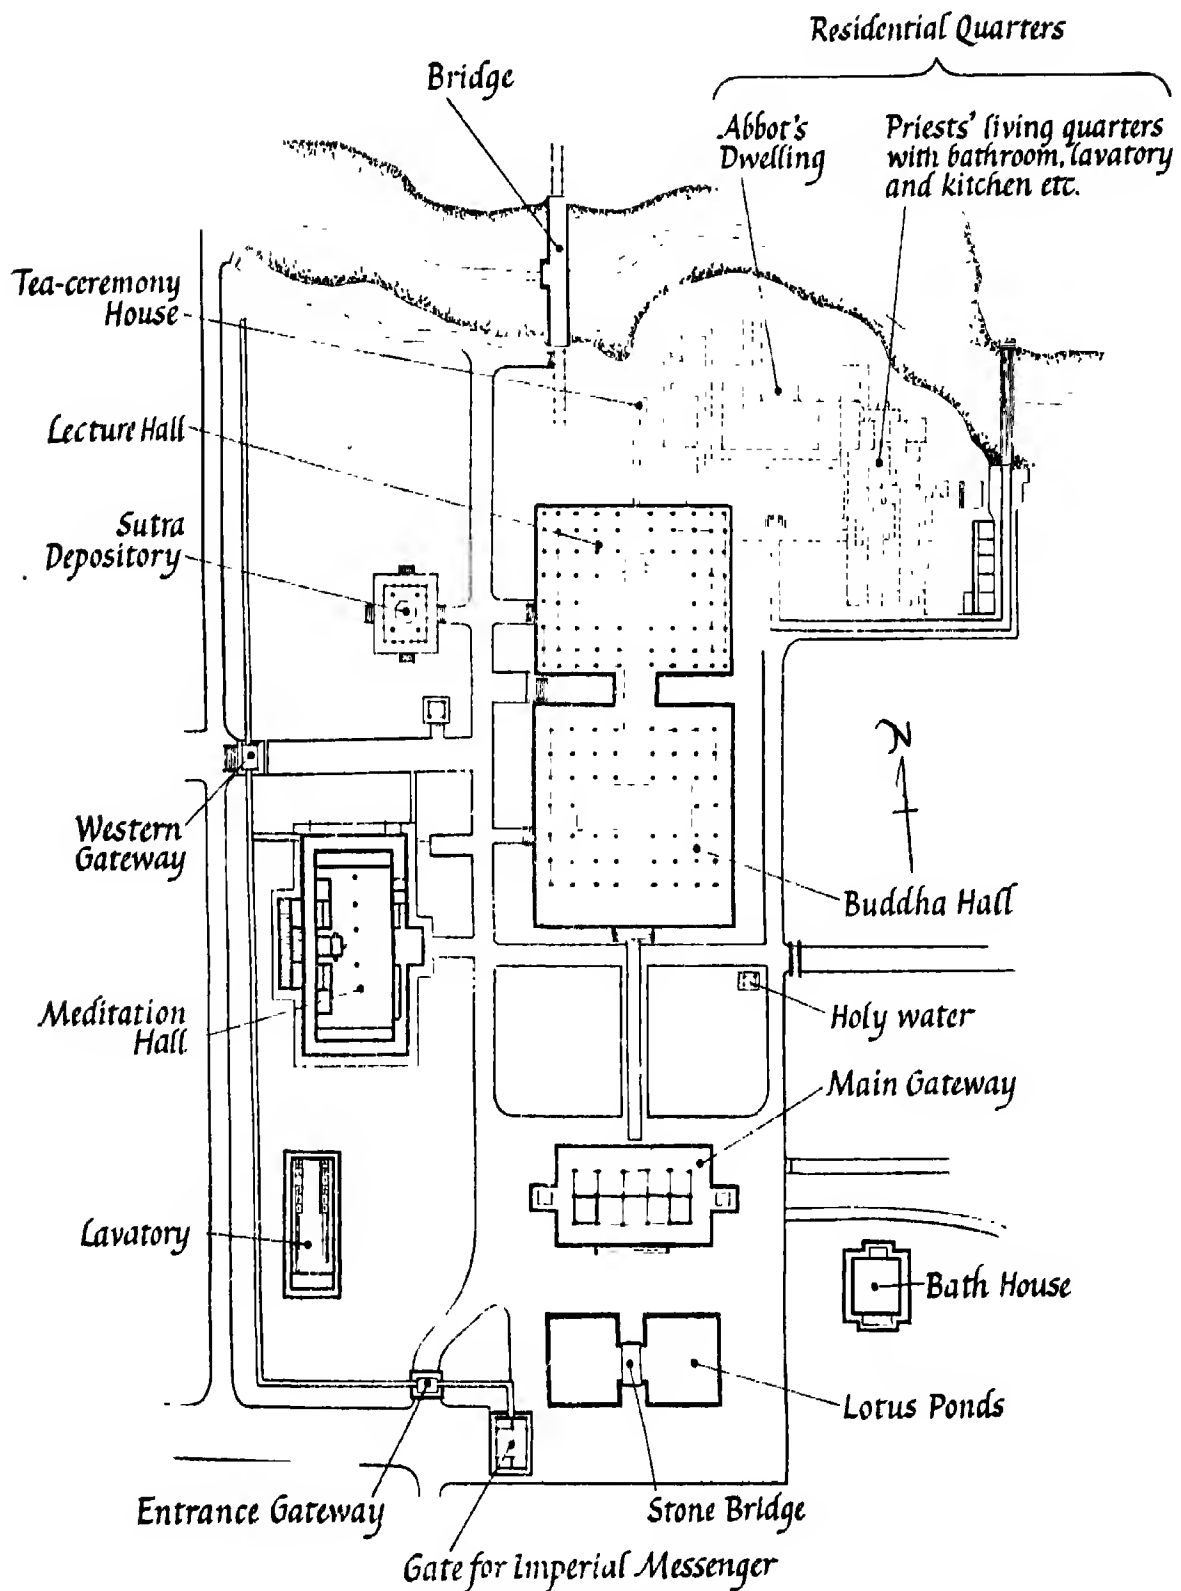 Residential Quarters
Bridge
Abbot's
Dwelling
Priests' living quarters
with bathroom, lavatory
and kitchen etc.
Tea-ceremony
House
Lecture Hall
Sutra
Depository
N
Western
Gateway
Buddha Hall
Meditation
Hall
Holy water
Main Gateway
Lavatory
Bath House
Lotus Ponds
Entrance Gateway
Stone Bridge
Gate for Imperial Messenger